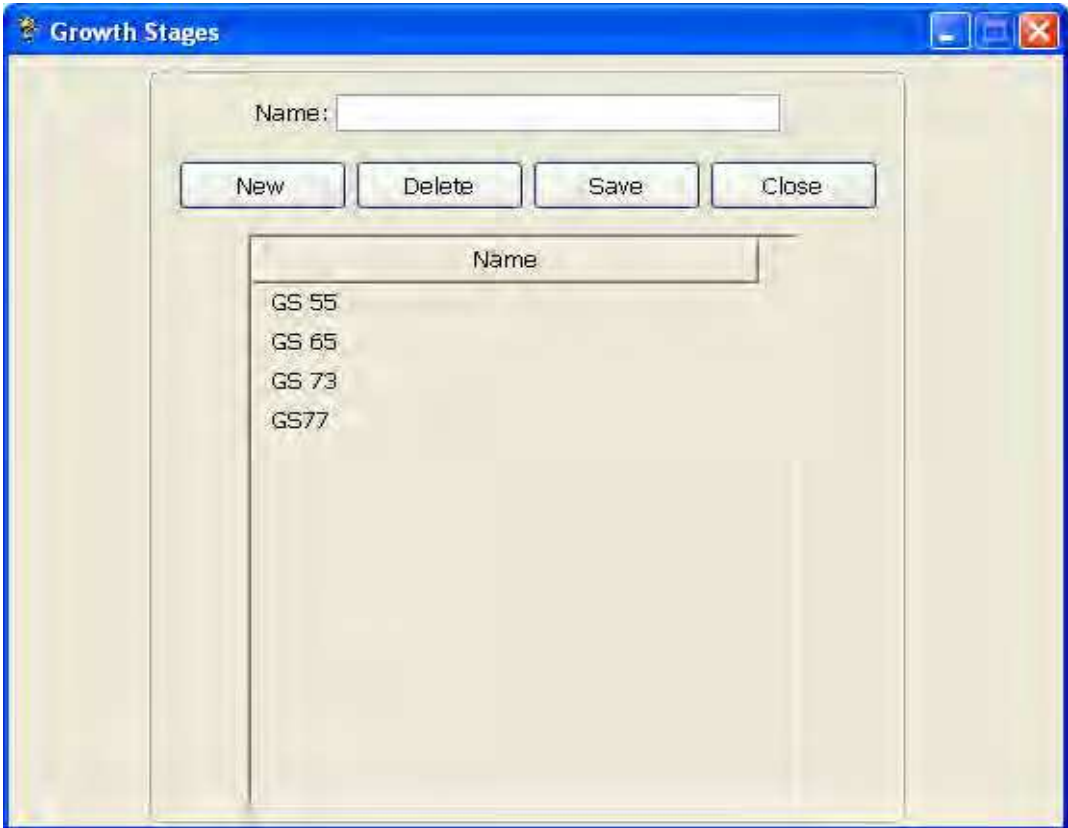 Growth Stages
Name:
New Delete Save Close
Name
GS 55
GS 65
GS 73
GS77